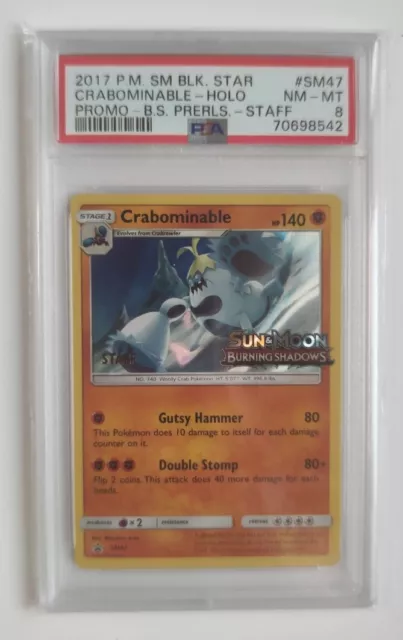 2017 P.M. SM BLK. STAR #SM47
CRABOMINABLE - HOLO NM - MT
PROMO - B.S. PRERLS. - STAFF 8
PSA 70698542
STAGE 1 Crabominable HP 140
Evolves from Crabrawler
STAFF
SUN & MOON
BURNING SHADOWS
Gutsy Hammer 80
This Pokémon does 10 damage to itself for each damage
counter on it.
Double Stomp 80+
Flip 2 coins. This attack does 40 more damage for each
heads.
weakness × 2 resistance retreat
SM47